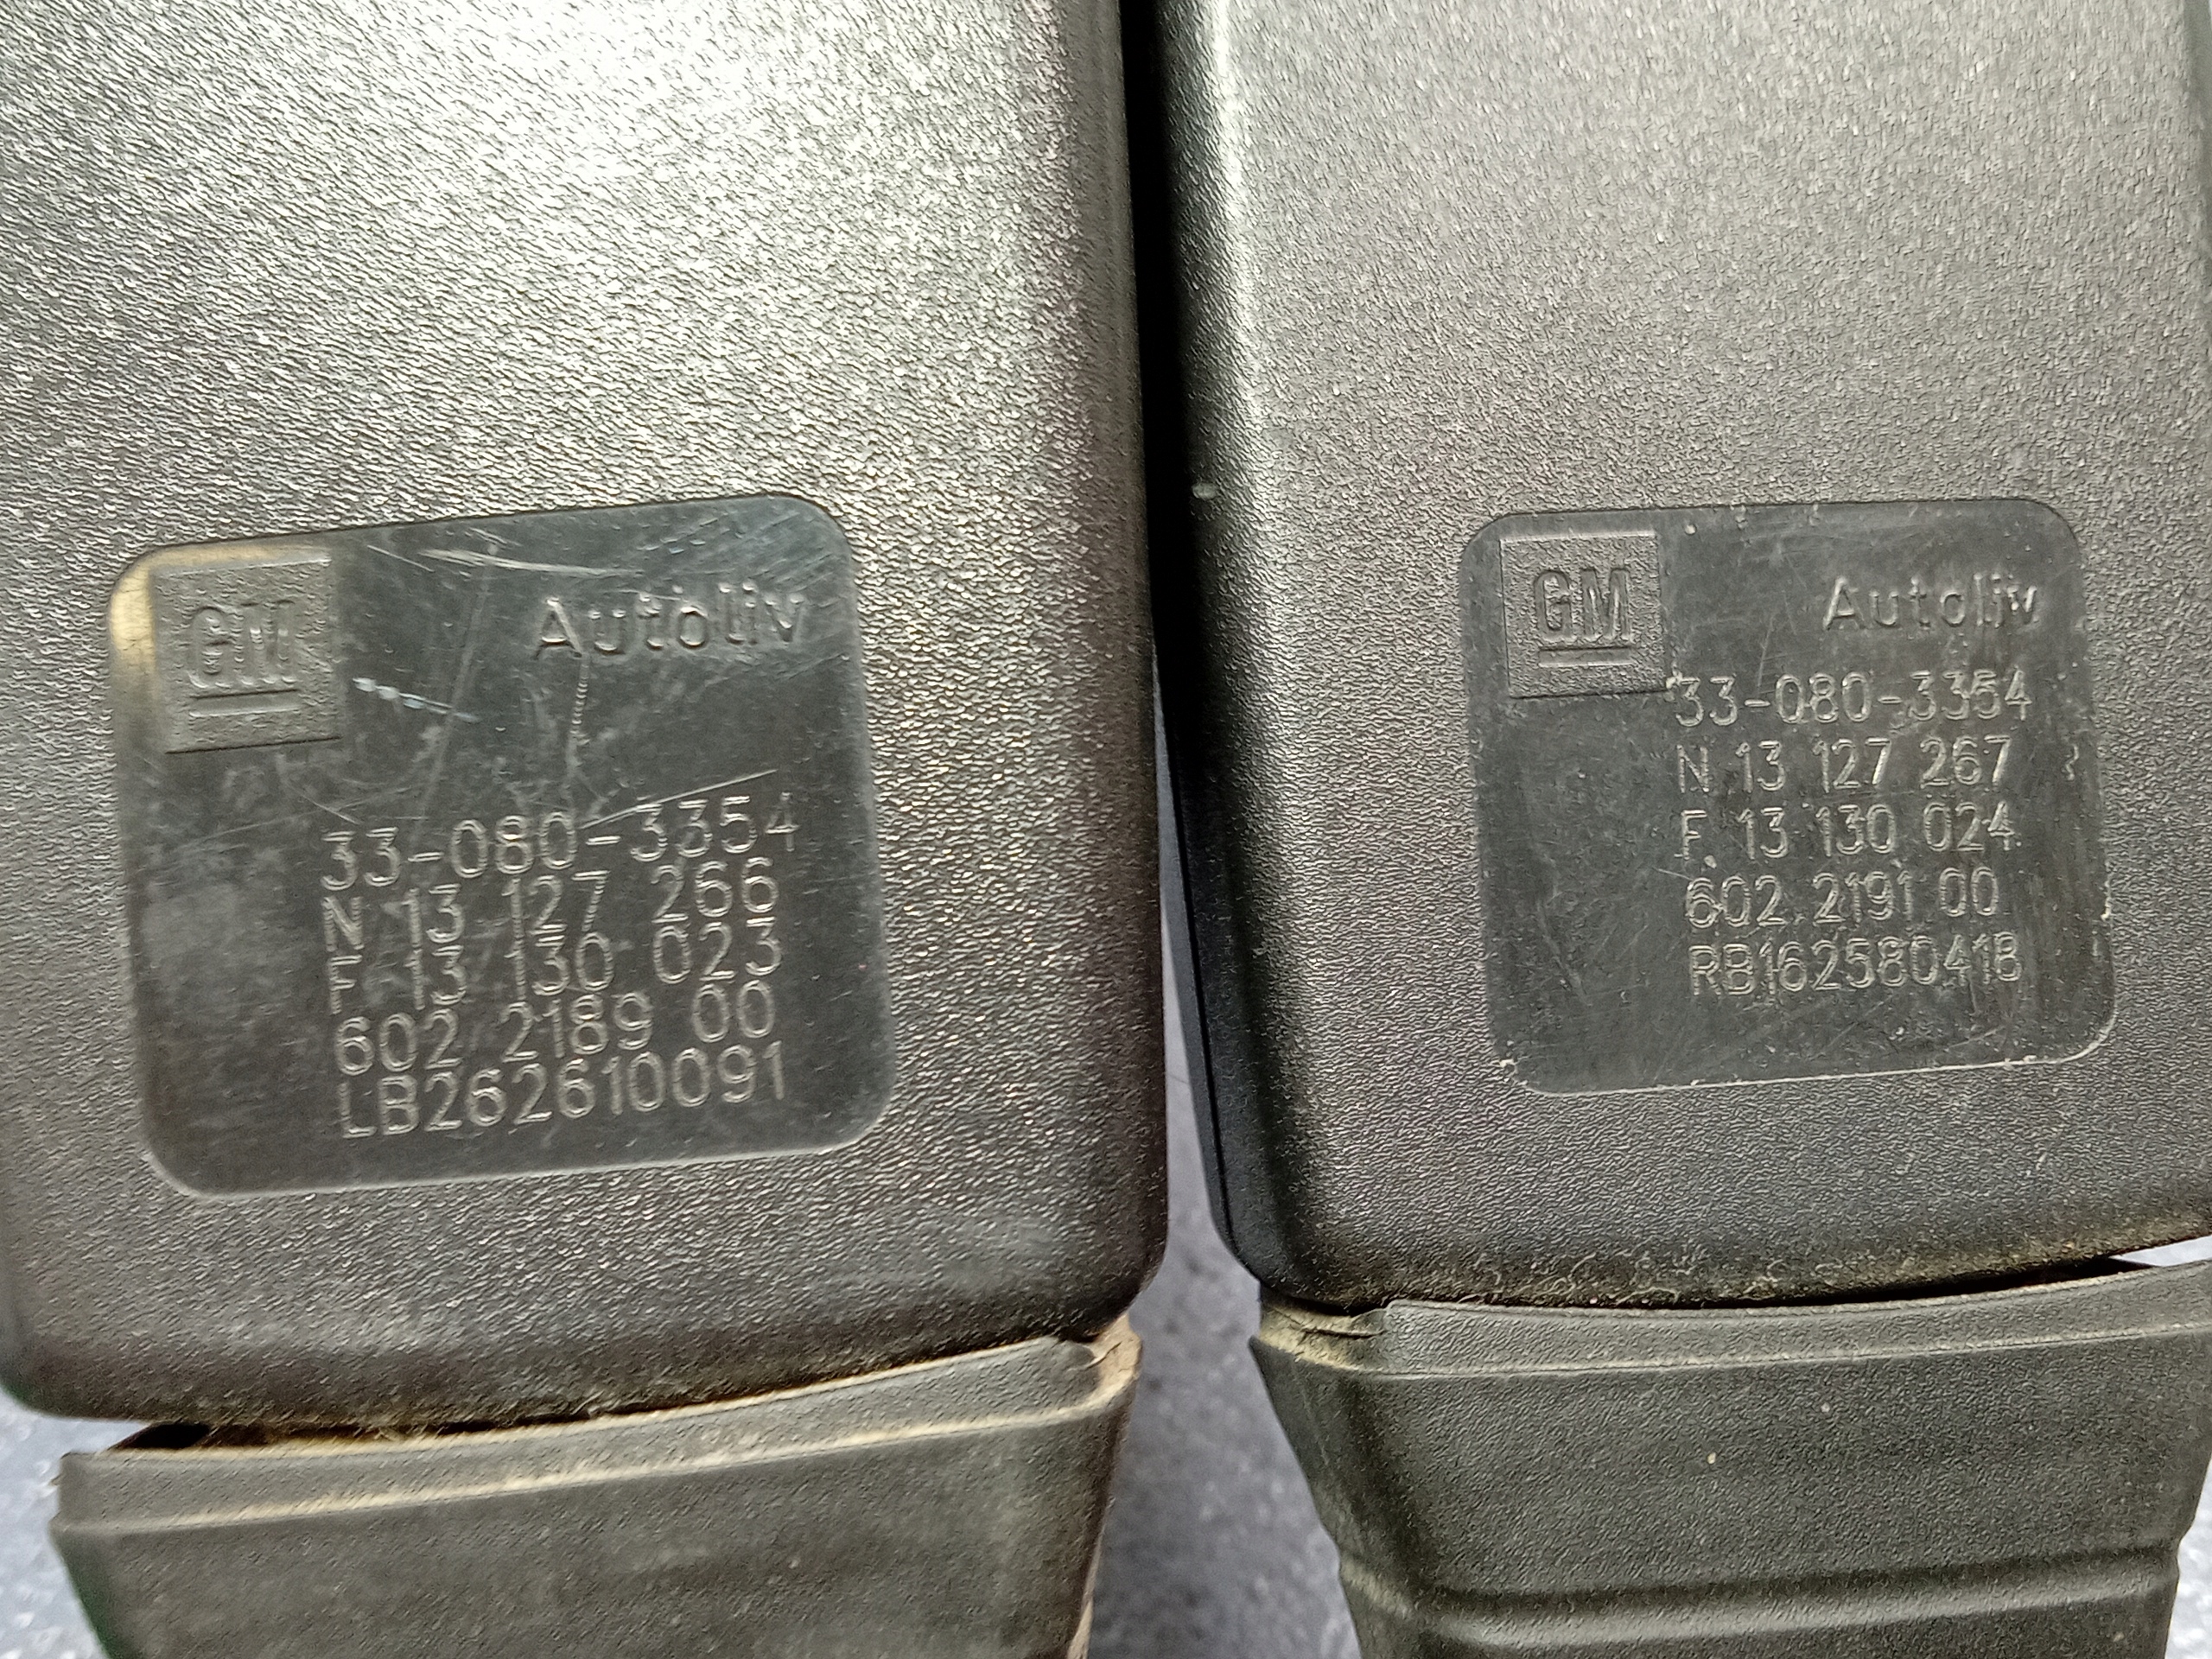 GM
Autoliv
33-080-3354
N 13 127 266
F 13 130 023
602 2189 00
LB262610091
GM
Autoliv
33-080-3354
N 13 127 267
F 13 130 024
602 2191 00
RB162580418